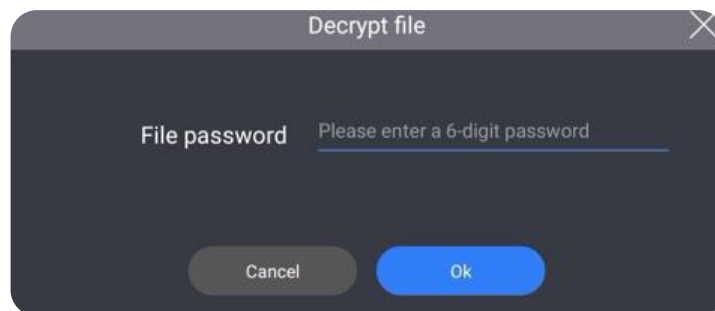 Decrypt file
File password
Please enter a 6-digit password
Cancel
Ok